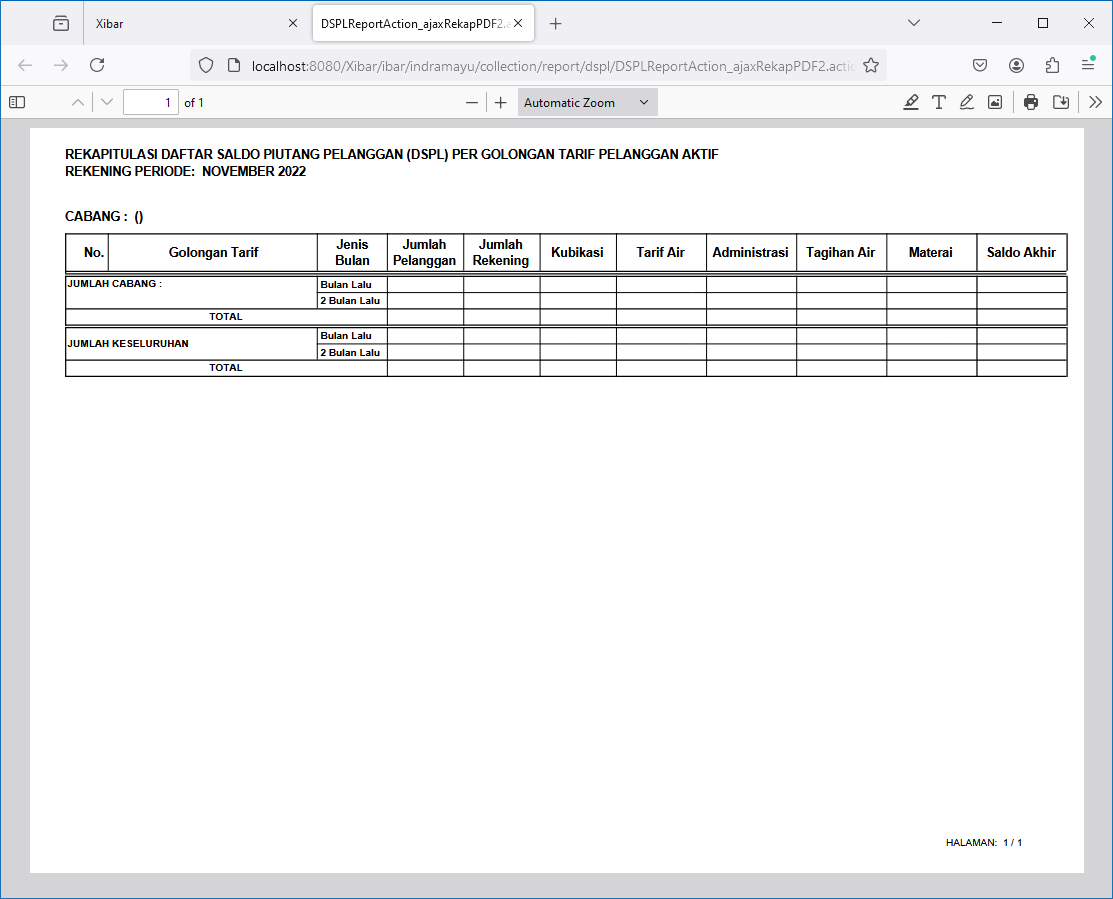 Xibar
DSPLReportAction_ajaxRekapPDF2.a
localhost:8080/Xibar/ibar/indramayu/collection/report/dspl/DSPLReportAction_ajaxRekapPDF2.actio
1 of 1
Automatic Zoom
REKAPITULASI DAFTAR SALDO PIUTANG PELANGGAN (DSPL) PER GOLONGAN TARIF PELANGGAN AKTIF
REKENING PERIODE: NOVEMBER 2022
CABANG : ()
No. Golongan Tarif Jenis Bulan Jumlah Pelanggan Jumlah Rekening Kubikasi Tarif Air Administrasi Tagihan Air Materai Saldo Akhir
JUMLAH CABANG : Bulan Lalu
2 Bulan Lalu
TOTAL
JUMLAH KESELURUHAN Bulan Lalu
2 Bulan Lalu
TOTAL
HALAMAN: 1 / 1